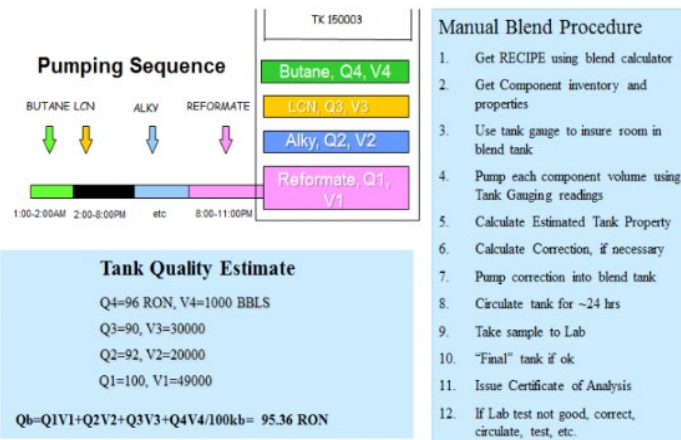 TK 150003
Pumping Sequence
BUTANE LCN ALKY REFORMATE
1:00-2:00AM 2:00-8:00PM etc 8:00-11:00PM
Butane, Q4, V4
LCN, Q3, V3
Alky, Q2, V2
Reformate, Q1,
V1
Tank Quality Estimate
Q4=96 RON, V4=1000 BBLS
Q3=90, V3=30000
Q2=92, V2=20000
Q1=100, V1=49000
Qb=Q1V1+Q2V2+Q3V3+Q4V4/100kb= 95.36 RON
Manual Blend Procedure
1. Get RECIPE using blend calculator
2. Get Component inventory and
properties
3. Use tank gauge to insure room in
blend tank
4. Pump each component volume using
Tank Gauging readings
5. Calculate Estimated Tank Property
6. Calculate Correction, if necessary
7. Pump correction into blend tank
8. Circulate tank for ~24 hrs
9. Take sample to Lab
10. “Final” tank if ok
11. Issue Certificate of Analysis
12. If Lab test not good, correct,
circulate, test, etc.